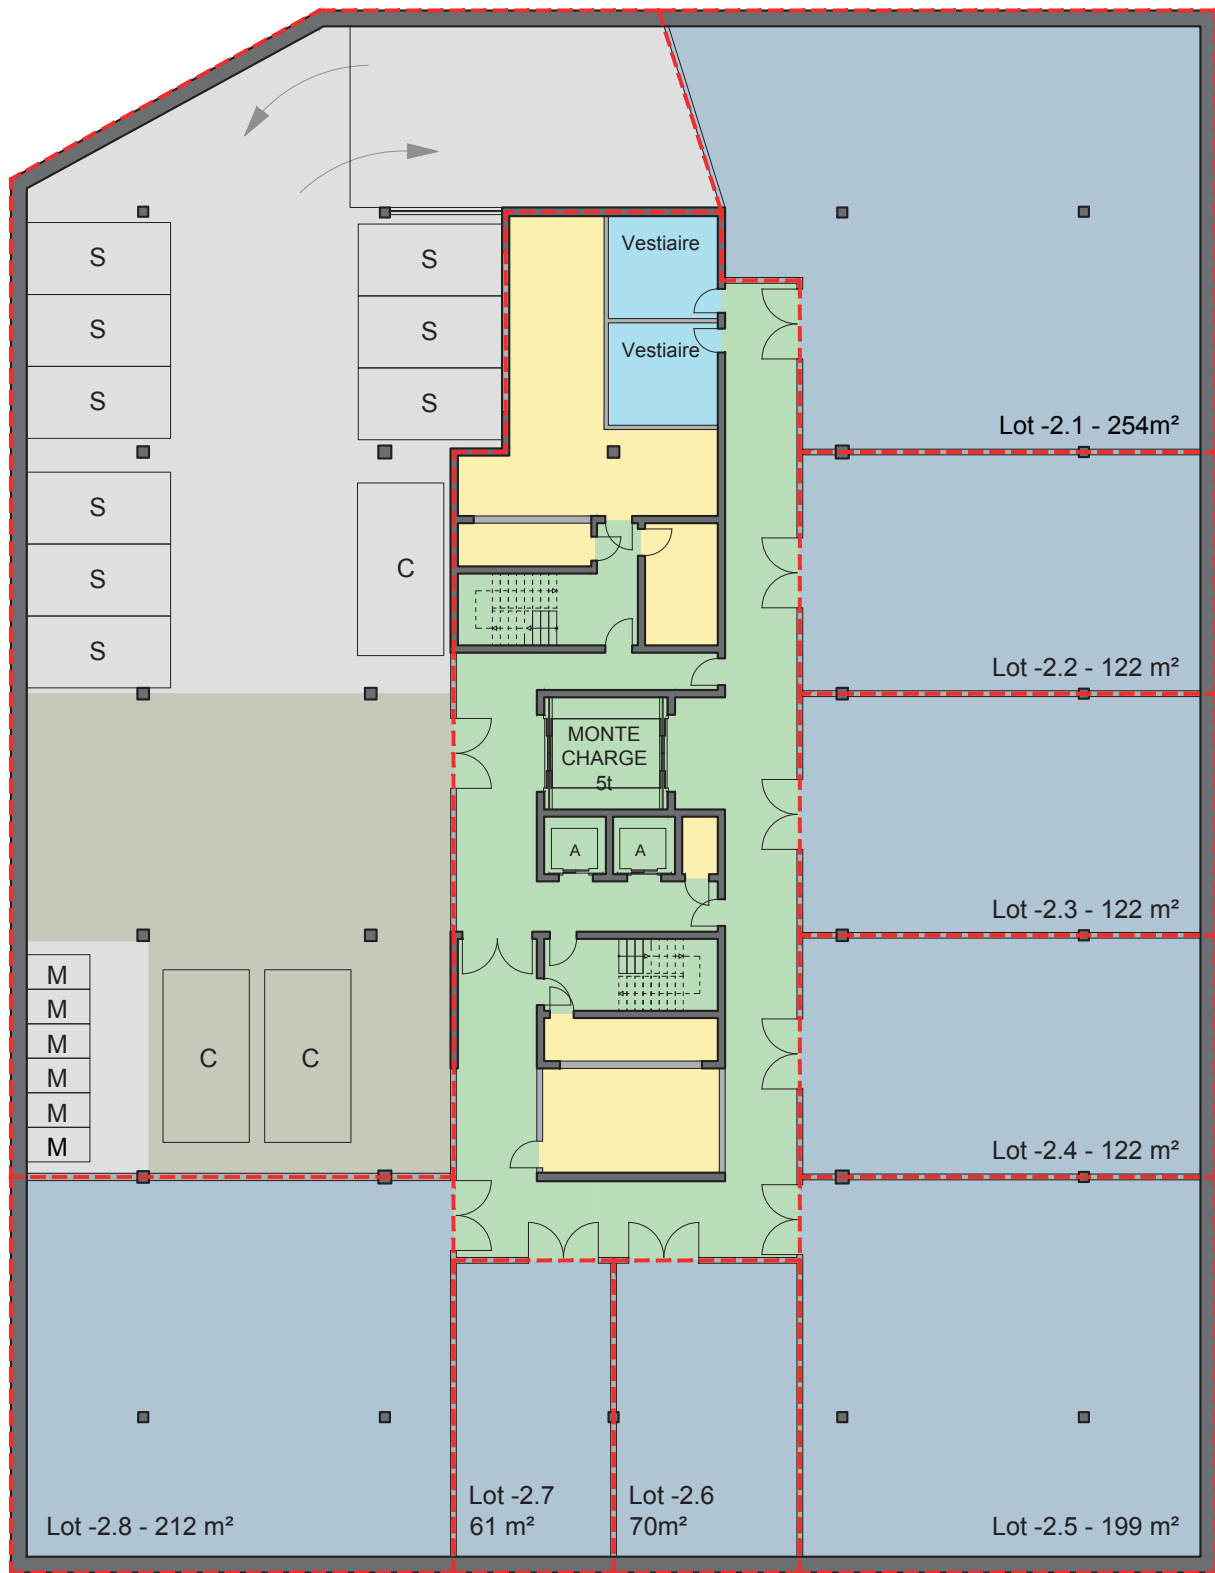 Vestiaire
S
S
S
S
Vestiaire
S
S
Lot -2.1 - 254m²
S
C
S
S
Lot -2.2 - 122 m²
MONTE
CHARGE
5t
A
A
Lot -2.3 - 122 m²
M
M
M
C
C
M
M
M
Lot -2.4 - 122 m²
Lot -2.7
61 m²
Lot -2.6
70m²
Lot -2.8 - 212 m²
Lot -2.5 - 199 m²